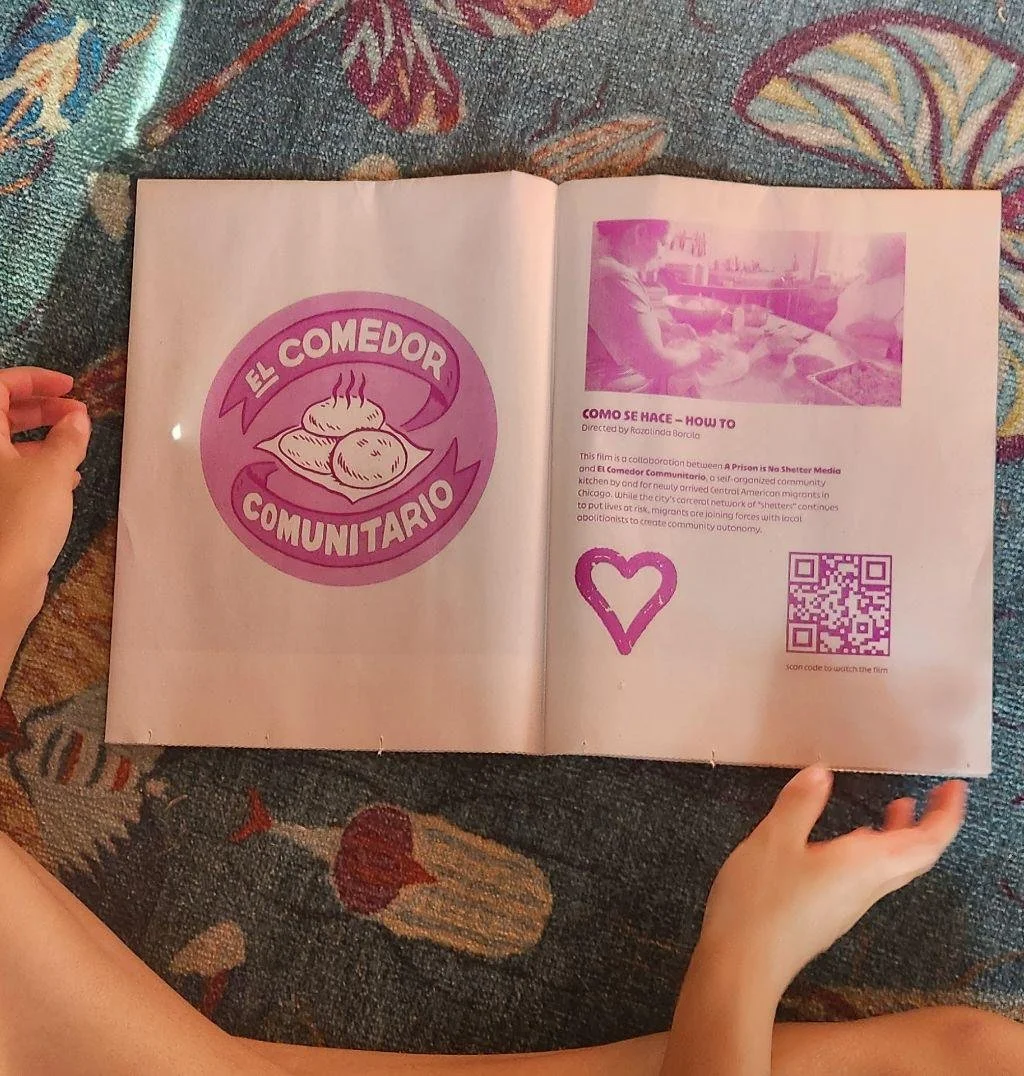 EL COMEDOR
COMUNITARIO
COMO SE HACE – HOW TO
Directed by Rozalinda Borcila
This film is a collaboration between A Prison is No Shelter Media
and El Comedor Communitario, a self-organized community
kitchen by and for newly arrived Central American migrants in
Chicago. While the city's carceral network of "shelters" continues
to put lives at risk, migrants are joining forces with local
abolitionists to create community autonomy.
scan code to watch the film